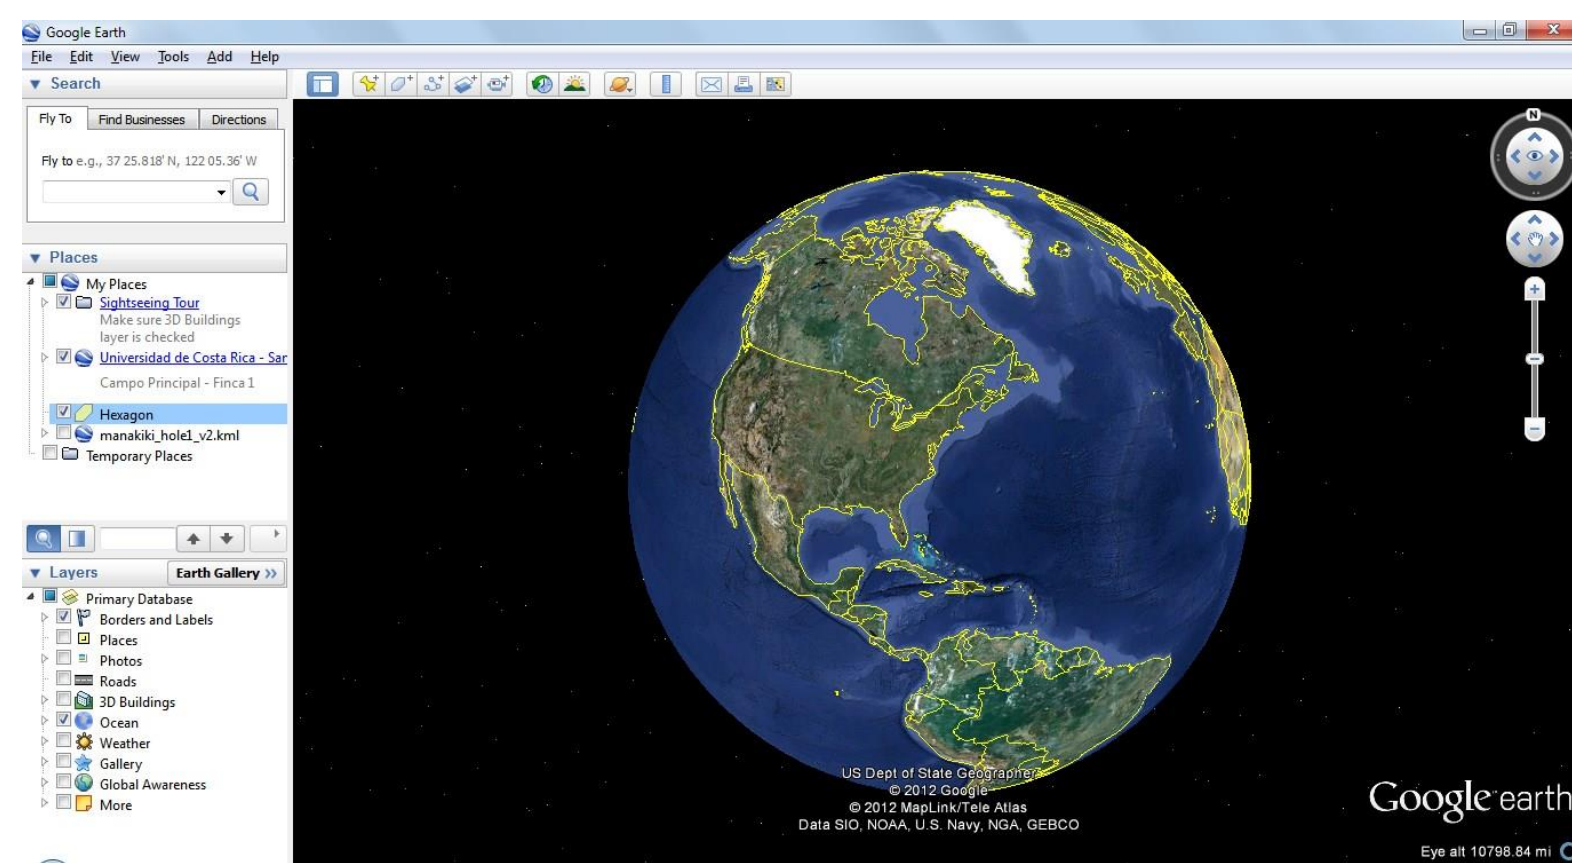 Google Earth
File Edit View Tools Add Help
Search
Fly To Find Businesses Directions
Fly to e.g., 37 25.818' N, 122 05.36' W
Places
My Places
Sightseeing Tour
Make sure 3D Buildings
layer is checked
Universidad de Costa Rica - Sar
Campo Principal - Finca 1
Hexagon
manakiki_hole1_v2.kml
Temporary Places
Layers Earth Gallery >>
Primary Database
Borders and Labels
Places
Photos
Roads
3D Buildings
Ocean
Weather
Gallery
Global Awareness
More
N
US Dept of State Geographer
© 2012 Google
© 2012 MapLink/Tele Atlas
Data SIO, NOAA, U.S. Navy, NGA, GEBCO
Google earth
Eye alt 10798.84 mi